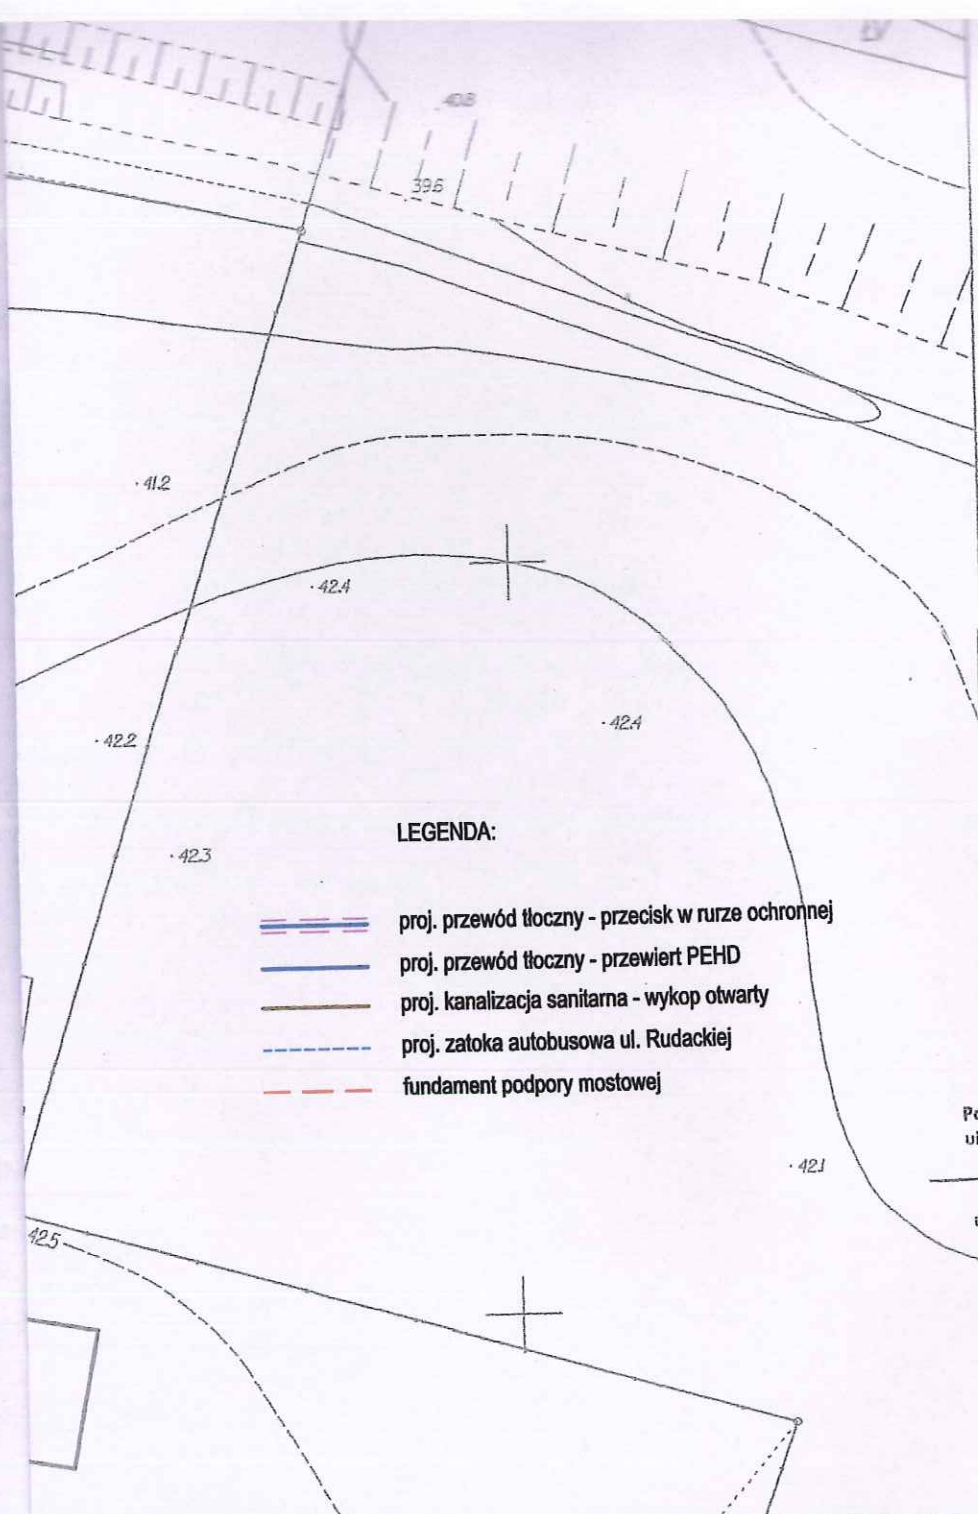 40.8
39.6
41.2
42.4
42.4
42.2
LEGENDA:
42.3
proj. przewód tłoczny - przecisk w rurze ochronnej
proj. przewód tłoczny - przewiert PEHD
proj. kanalizacja sanitarna - wykop otwarty
proj. zatoka autobusowa ul. Rudackiej
fundament podpory mostowej
42.1
42.5